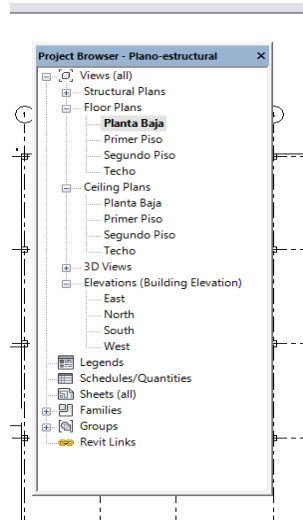 Project Browser - Plano-estructural
Views (all)
Structural Plans
Floor Plans
Planta Baja
Primer Piso
Segundo Piso
Techo
Ceiling Plans
Planta Baja
Primer Piso
Segundo Piso
Techo
3D Views
Elevations (Building Elevation)
East
North
South
West
Legends
Schedules/Quantities
Sheets (all)
Families
Groups
Revit Links